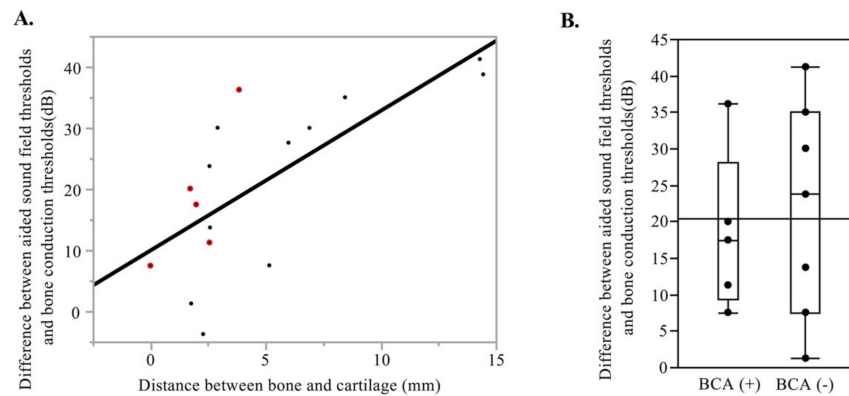 A.
Difference between aided sound field thresholds
and bone conduction thresholds(dB)
40
30
20
10
0
0
5
10
15
Distance between bone and cartilage (mm)
B.
Difference between aided sound field thresholds
and bone conduction thresholds(dB)
45
40
35
30
25
20
15
10
5
0
BCA (+)
BCA (-)